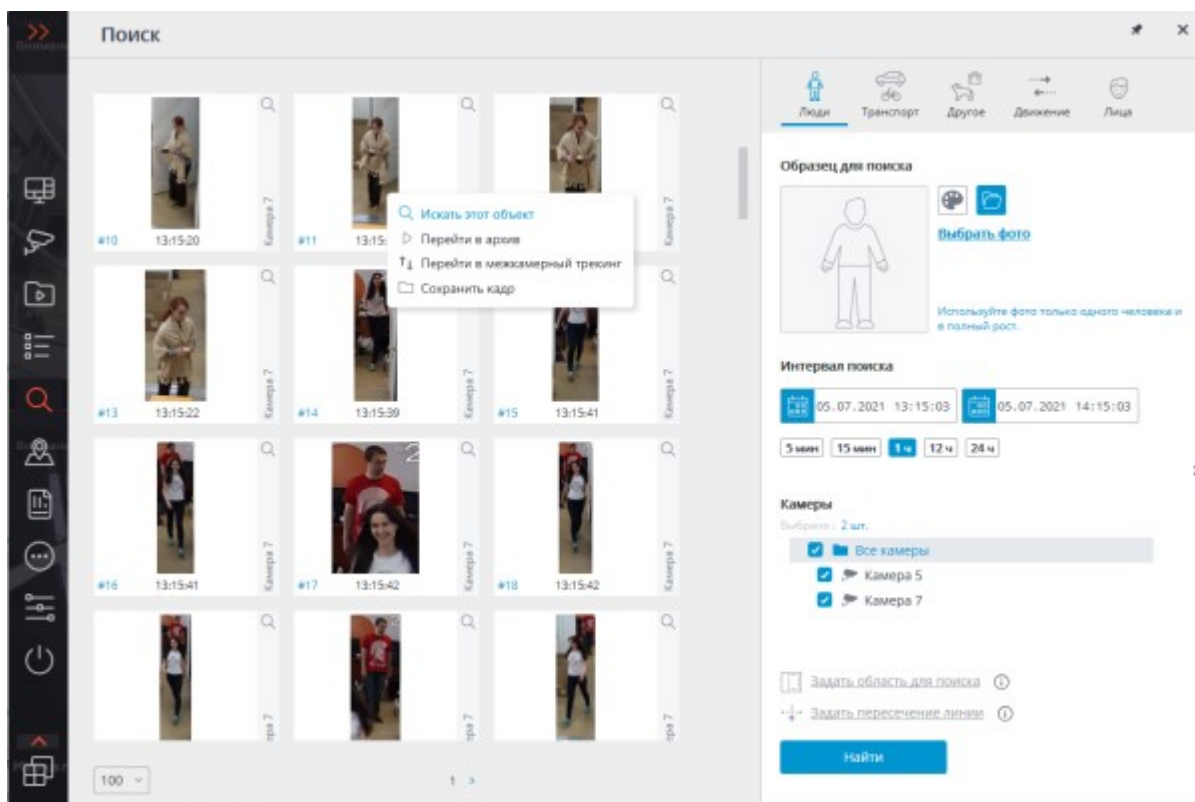 Поиск
Люди
Транспорт
Другое
Движение
Лица
#10 13:15:20 Камера 7
#11 13:15:
Камера 7
Искать этот объект
Перейти в архив
Перейти в межкамерный трекинг
Сохранить кадр
#13 13:15:22 Камера 7
#14 13:15:39 Камера 7
#15 13:15:41 Камера 7
#16 13:15:41 Камера 7
2
#17 13:15:42 Камера 7
#18 13:15:42 Камера 7
100
1
Образец для поиска
Выбрать фото
Используйте фото только одного человека и
в полный рост.
Интервал поиска
05.07.2021 13:15:03 05.07.2021 14:15:03
5 мин 15 мин 1 ч 12 ч 24 ч
Камеры
Выбрано: 2 шт.
Все камеры
Камера 5
Камера 7
Задать область для поиска
Задать пересечение линии
Найти